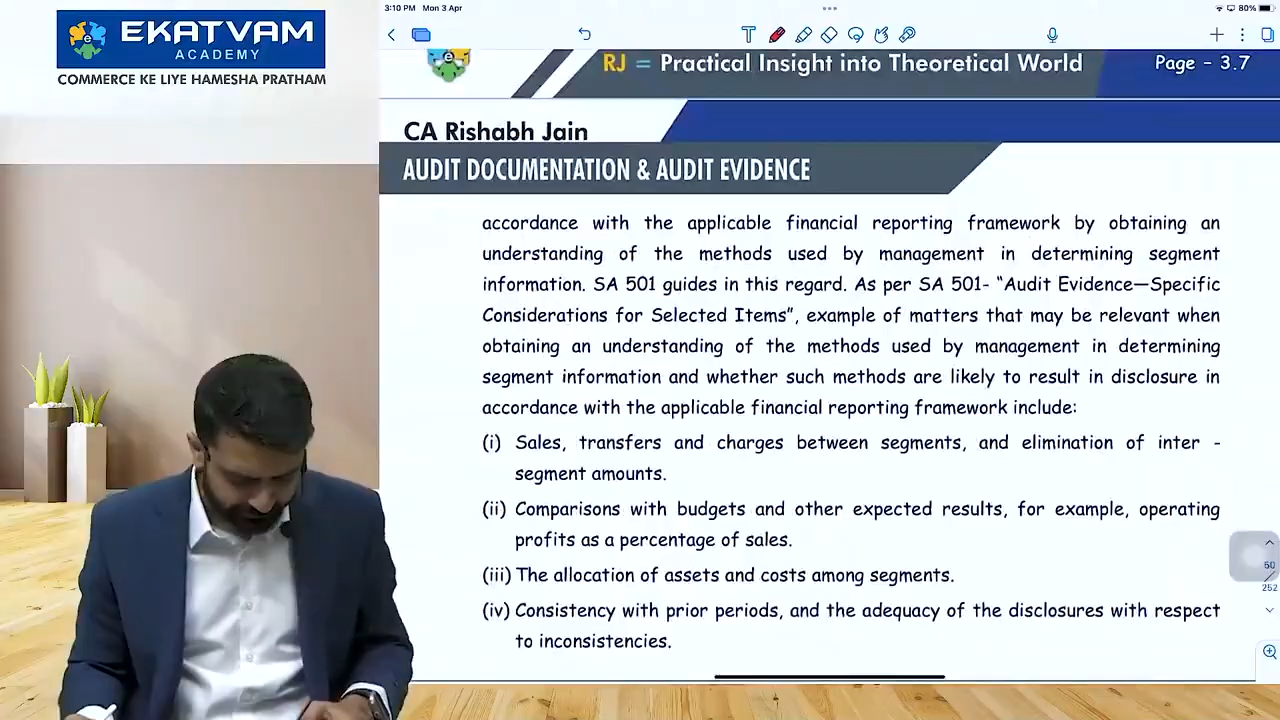 3:10 PM Mon 3 Apr
80%
EKATVAM
ACADEMY
COMMERCE KE LIYE HAMESHA PRATHAM
RJ = Practical Insight into Theoretical World
Page - 3.7
CA Rishabh Jain
AUDIT DOCUMENTATION & AUDIT EVIDENCE
accordance with the applicable financial reporting framework by obtaining an
understanding of the methods used by management in determining segment
information. SA 501 guides in this regard. As per SA 501- “Audit Evidence—Specific
Considerations for Selected Items”, example of matters that may be relevant when
obtaining an understanding of the methods used by management in determining
segment information and whether such methods are likely to result in disclosure in
accordance with the applicable financial reporting framework include:
(i) Sales, transfers and charges between segments, and elimination of inter -
segment amounts.
(ii) Comparisons with budgets and other expected results, for example, operating
profits as a percentage of sales.
(iii) The allocation of assets and costs among segments.
(iv) Consistency with prior periods, and the adequacy of the disclosures with respect
to inconsistencies.
50
252